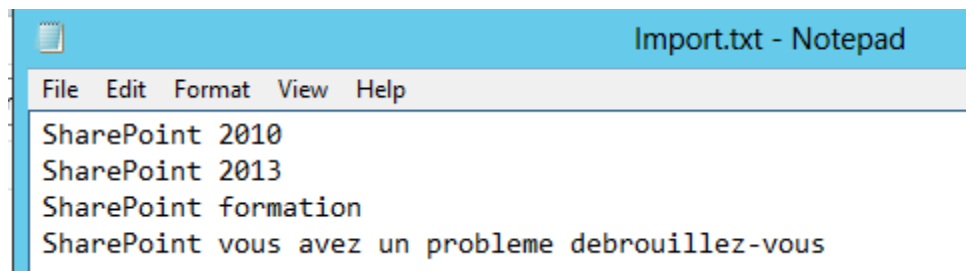 Import.txt - Notepad
File Edit Format View Help
SharePoint 2010
SharePoint 2013
SharePoint formation
SharePoint vous avez un probleme debrouillez-vous